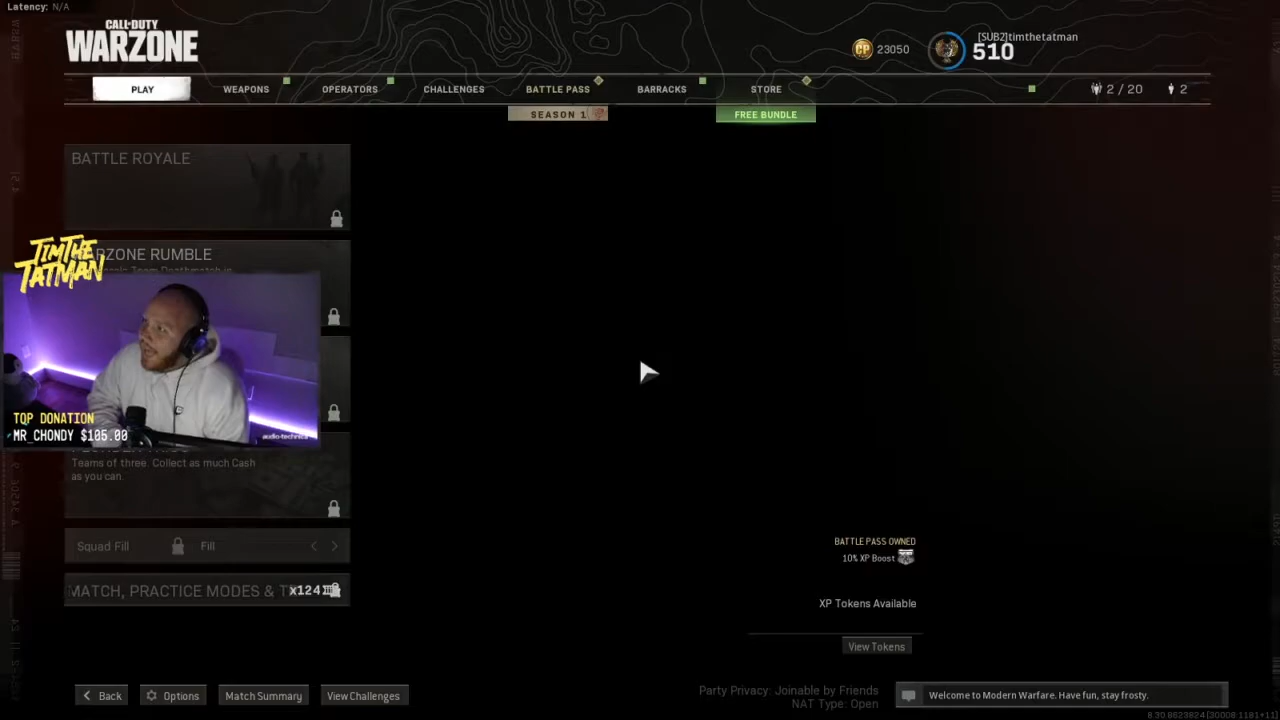 Latency: N/A
CALL OF DUTY
WARZONE
23050
[SUB2]timthetatman
510
PLAY
WEAPONS
OPERATORS
CHALLENGES
BATTLE PASS
BARRACKS
STORE
2 / 20
2
SEASON 1
FREE BUNDLE
BATTLE ROYALE
RZONE RUMBLE
TIMTHE
TATMAN
TOP DONATION
MR_CHONDY $105.00
audio-technica
Teams of three. Collect as much Cash
as you can.
Squad Fill
Fill
MATCH, PRACTICE MODES & T
x124
BATTLE PASS OWNED
10% XP Boost
XP Tokens Available
View Tokens
Back
Options
Match Summary
View Challenges
Party Privacy: Joinable by Friends
NAT Type: Open
Welcome to Modern Warfare. Have fun, stay frosty.